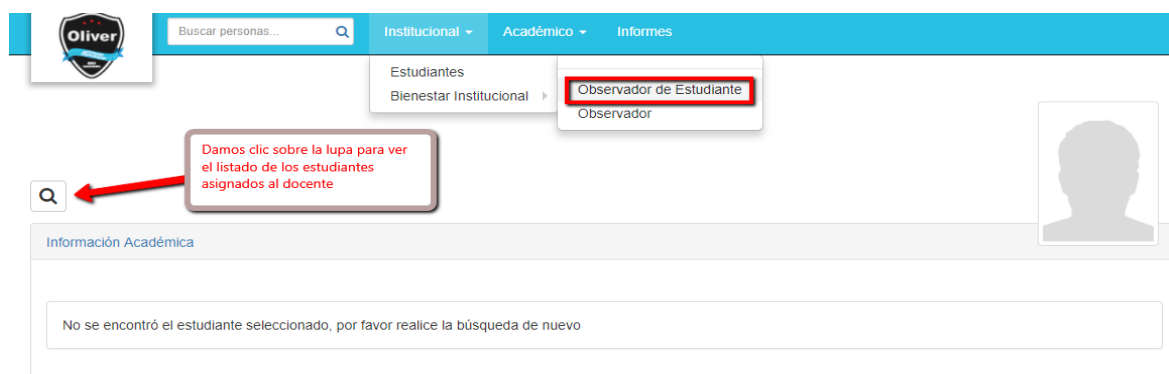 Oliver
Buscar personas...
Institucional
Académico
Informes
Estudiantes
Bienestar Institucional
Observador de Estudiante
Observador
Damos clic sobre la lupa para ver
el listado de los estudiantes
asignados al docente
Información Académica
No se encontró el estudiante seleccionado, por favor realice la búsqueda de nuevo